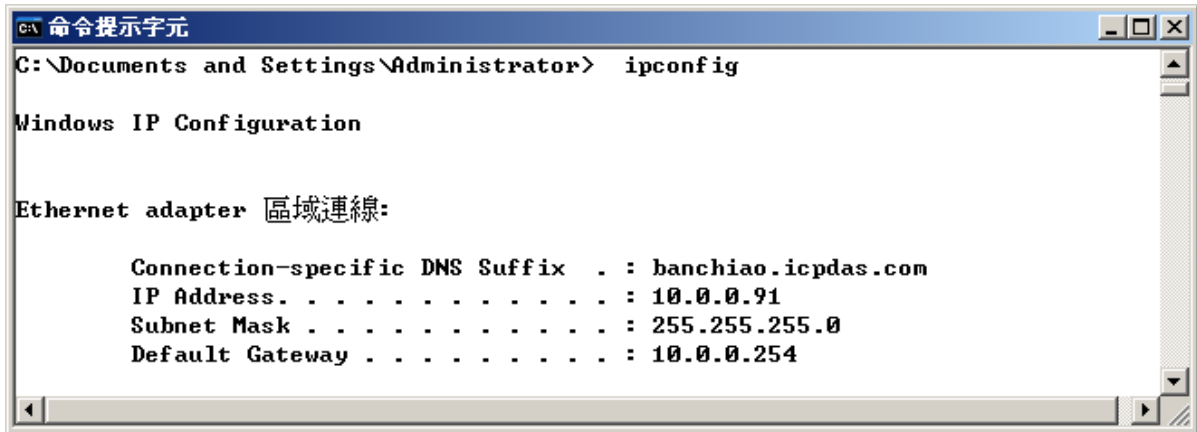 命令提示字元
C:\Documents and Settings\Administrator>  ipconfig
Windows IP Configuration
Ethernet adapter 區域連線:
Connection-specific DNS Suffix  . : banchiao.icpdas.com
IP Address. . . . . . . . . . . . : 10.0.0.91
Subnet Mask . . . . . . . . . . . : 255.255.255.0
Default Gateway . . . . . . . . . : 10.0.0.254